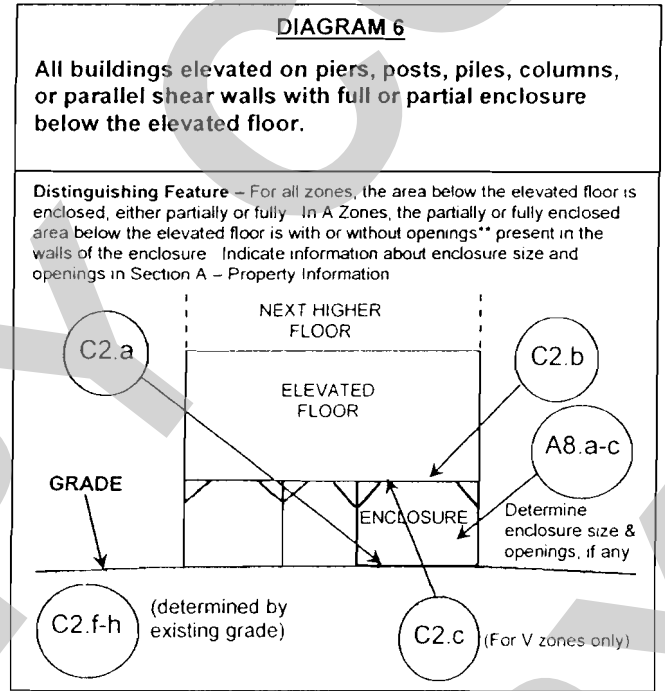 DIAGRAM 6
All buildings elevated on piers, posts, piles, columns,
or parallel shear walls with full or partial enclosure
below the elevated floor.
Distinguishing Feature – For all zones, the area below the elevated floor is
enclosed, either partially or fully In A Zones, the partially or fully enclosed
area below the elevated floor is with or without openings** present in the
walls of the enclosure Indicate information about enclosure size and
openings in Section A – Property Information
NEXT HIGHER
FLOOR
C2.a
C2.b
ELEVATED
FLOOR
A8.a-c
GRADE
ENCLOSURE
Determine
enclosure size &
openings, if any
C2.f-h
(determined by
existing grade)
C2.c
(For V zones only)